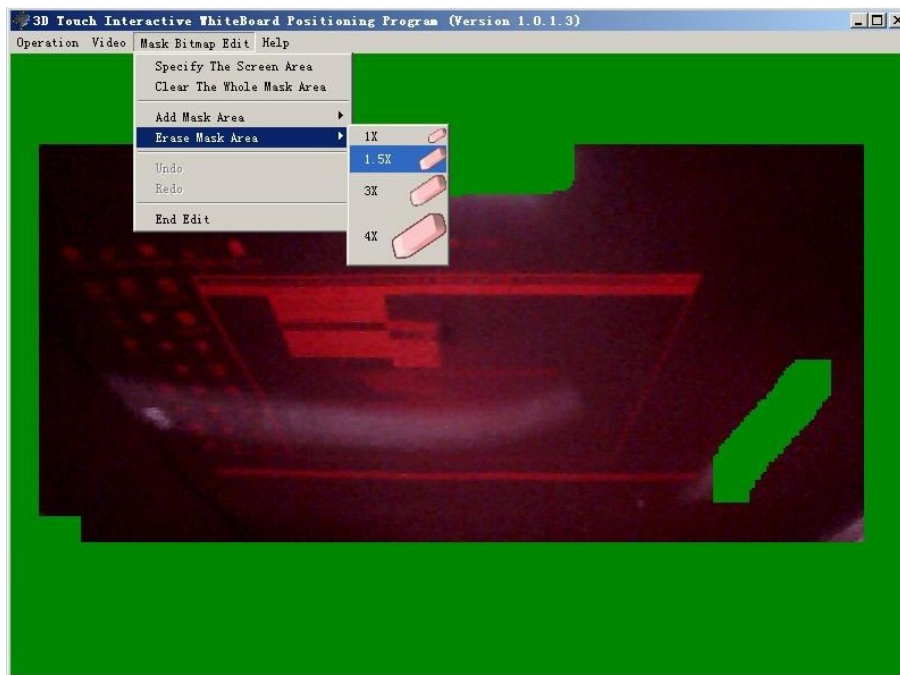 3D Touch Interactive WhiteBoard Positioning Program (Version 1.0.1.3)
Operation Video Mask Bitmap Edit Help
Specify The Screen Area
Clear The Whole Mask Area
Add Mask Area
Erase Mask Area
Undo
Redo
End Edit
1X
1.5X
3X
4X